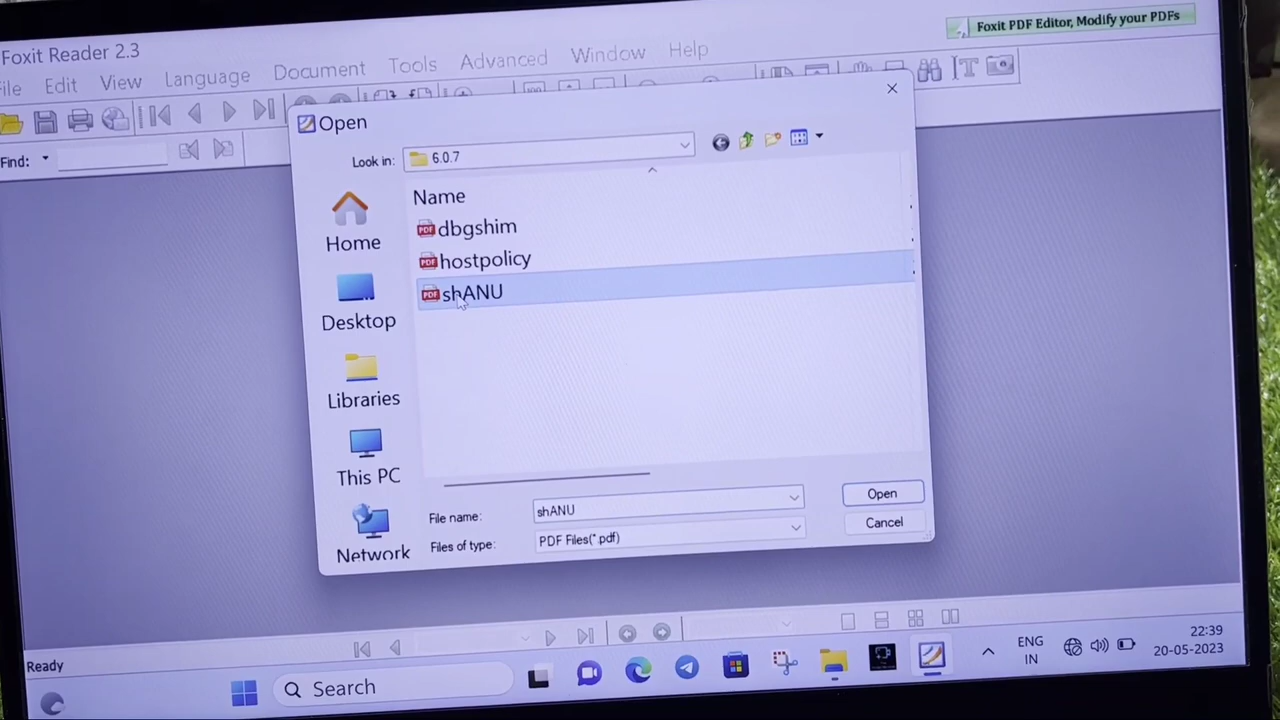 Foxit Reader 2.3
Foxit PDF Editor, Modify your PDFs
File Edit View Language Document Tools Advanced Window Help
Find:
Open
Look in: 6.0.7
Name
dbgshim
hostpolicy
shANU
Home
Desktop
Libraries
This PC
Network
File name: shANU Open
Files of type: PDF Files(*.pdf) Cancel
Ready
Search
ENG
IN
22:39
20-05-2023